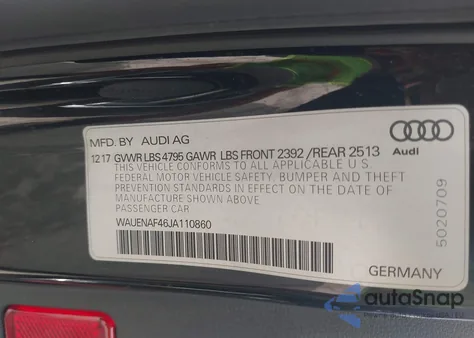 MFD. BY AUDI AG
12 17 GVWR LBS 4795 GAWR LBS FRONT 2392 / REAR 2513
THIS VEHICLE CONFORMS TO ALL APPLICABLE U.S.
FEDERAL MOTOR VEHICLE SAFETY, BUMPER AND THEFT
PREVENTION STANDARDS IN EFFECT ON THE DATE OF
MANUFACTURE SHOWN ABOVE
PASSENGER CAR
WAUENAF46JA110860
Audi
5020709
GERMANY
autoSnap